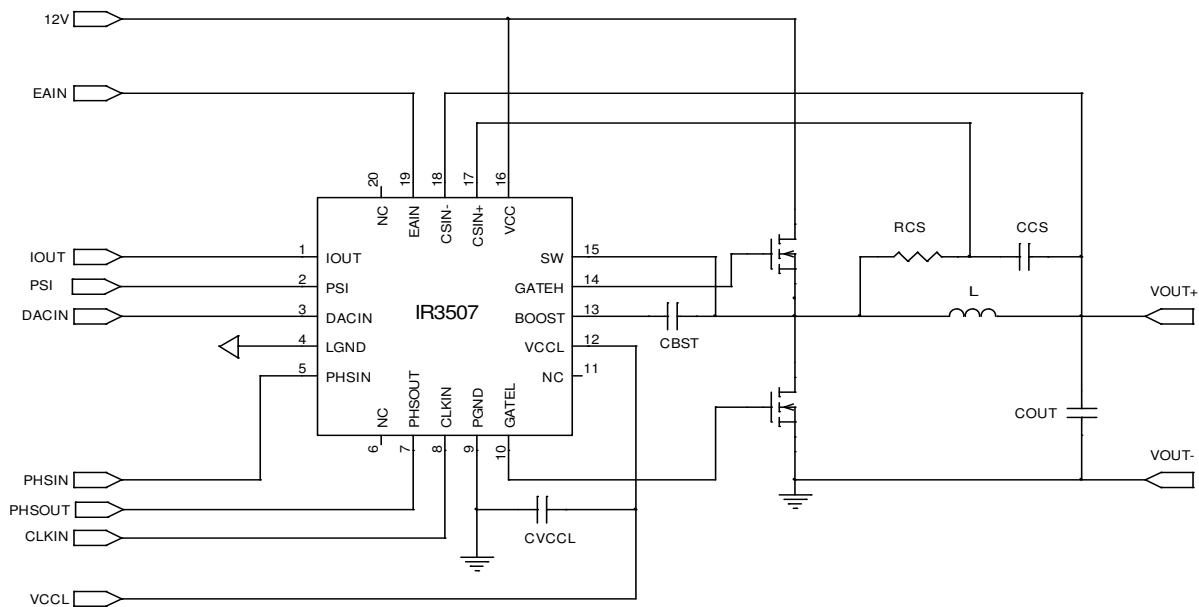 12V
EAIN
20
19
18
17
16
NC
EAIN
CSIN-
CSIN+
VCC
RCS
CCS
IOUT
1
IOUT
SW
15
PSI
2
PSI
GATEH
14
L
VOUT+
DACIN
3
DACIN
IR3507
BOOST
13
CBST
4
LGND
VCCL
12
5
PHSIN
NC
11
NC
PHSOUT
CLKIN
PGND
GATEL
6
7
8
9
10
COUT
VOUT-
PHSIN
PHSOUT
CLKIN
CVCCL
VCCL